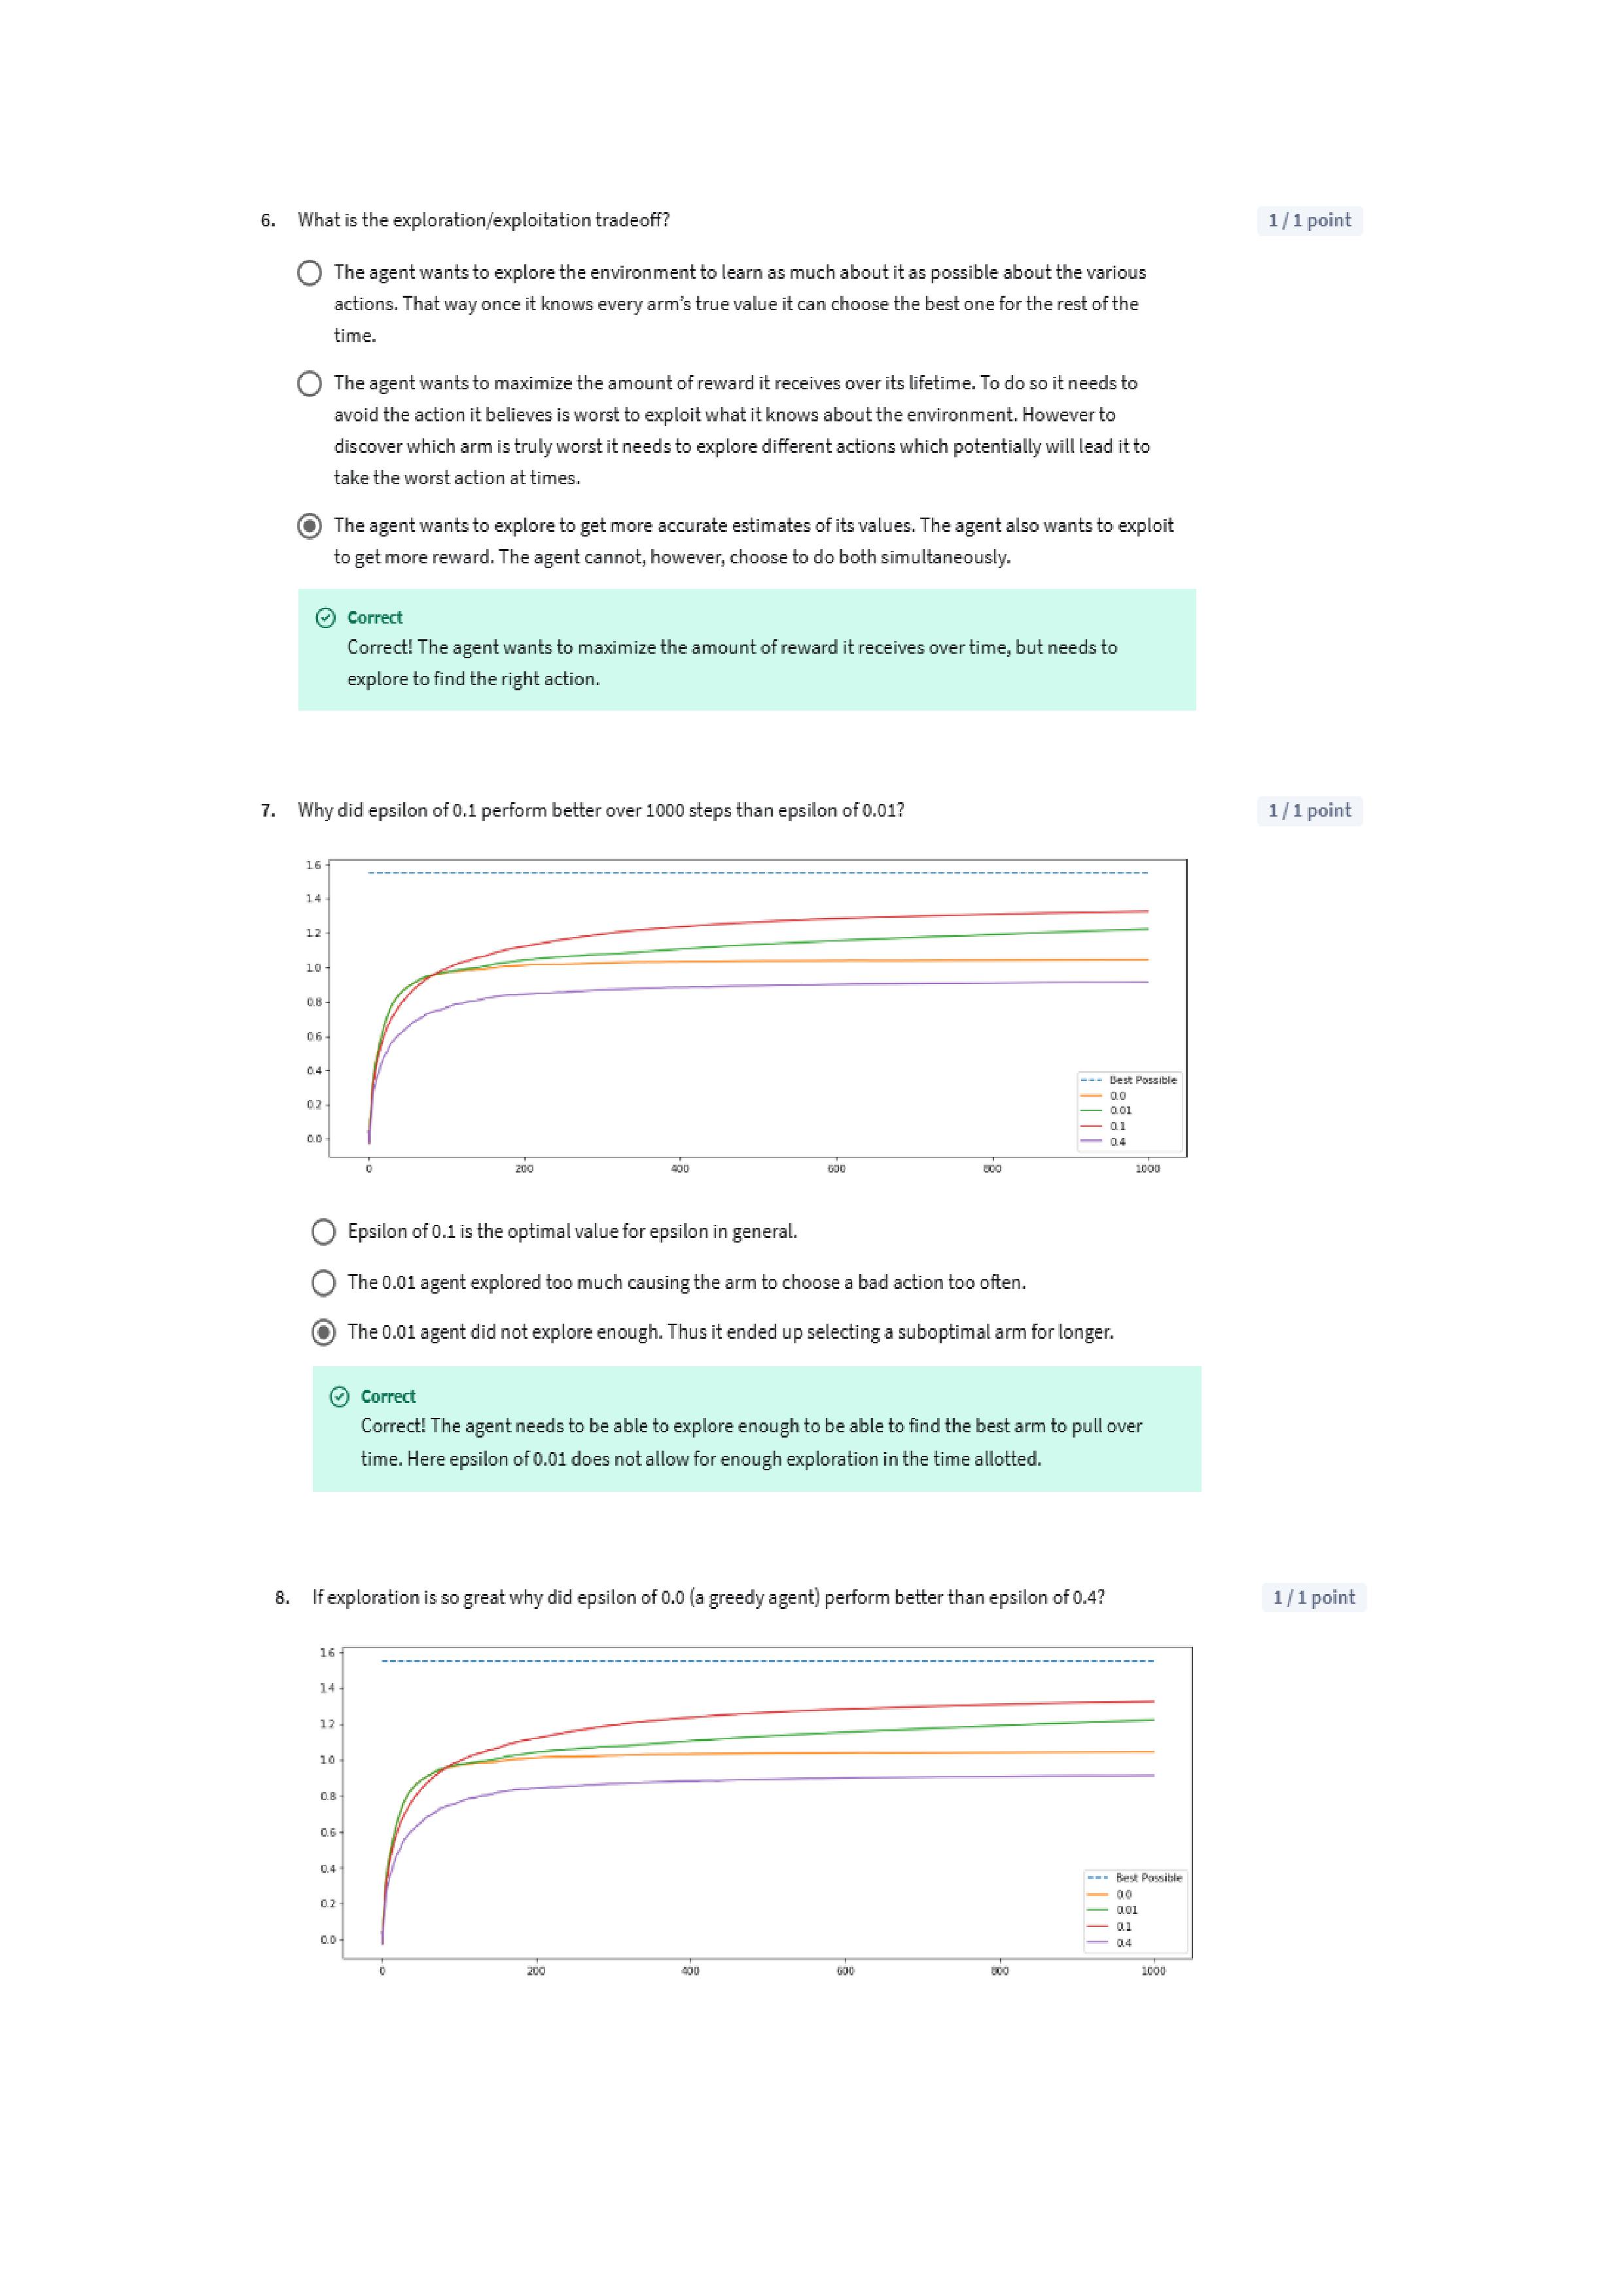 6. What is the exploration/exploitation tradeoff?
1 / 1 point
The agent wants to explore the environment to learn as much about it as possible about the various
actions. That way once it knows every arm's true value it can choose the best one for the rest of the
time.
The agent wants to maximize the amount of reward it receives over its lifetime. To do so it needs to
avoid the action it believes is worst to exploit what it knows about the environment. However to
discover which arm is truly worst it needs to explore different actions which potentially will lead it to
take the worst action at times.
The agent wants to explore to get more accurate estimates of its values. The agent also wants to exploit
to get more reward. The agent cannot, however, choose to do both simultaneously.
Correct
Correct! The agent wants to maximize the amount of reward it receives over time, but needs to
explore to find the right action.
7. Why did epsilon of 0.1 perform better over 1000 steps than epsilon of 0.01?
1 / 1 point
1.6
1.4
1.2
1.0
0.8
0.6
0.4
0.2
0.0
Best Possible
0.0
0.01
0.1
0.4
0 200 400 600 800 1000
Epsilon of 0.1 is the optimal value for epsilon in general.
The 0.01 agent explored too much causing the arm to choose a bad action too often.
The 0.01 agent did not explore enough. Thus it ended up selecting a suboptimal arm for longer.
Correct
Correct! The agent needs to be able to explore enough to be able to find the best arm to pull over
time. Here epsilon of 0.01 does not allow for enough exploration in the time allotted.
8. If exploration is so great why did epsilon of 0.0 (a greedy agent) perform better than epsilon of 0.4?
1 / 1 point
1.6
1.4
1.2
1.0
0.8
0.6
0.4
0.2
0.0
Best Possible
0.0
0.01
0.1
0.4
0 200 400 600 800 1000